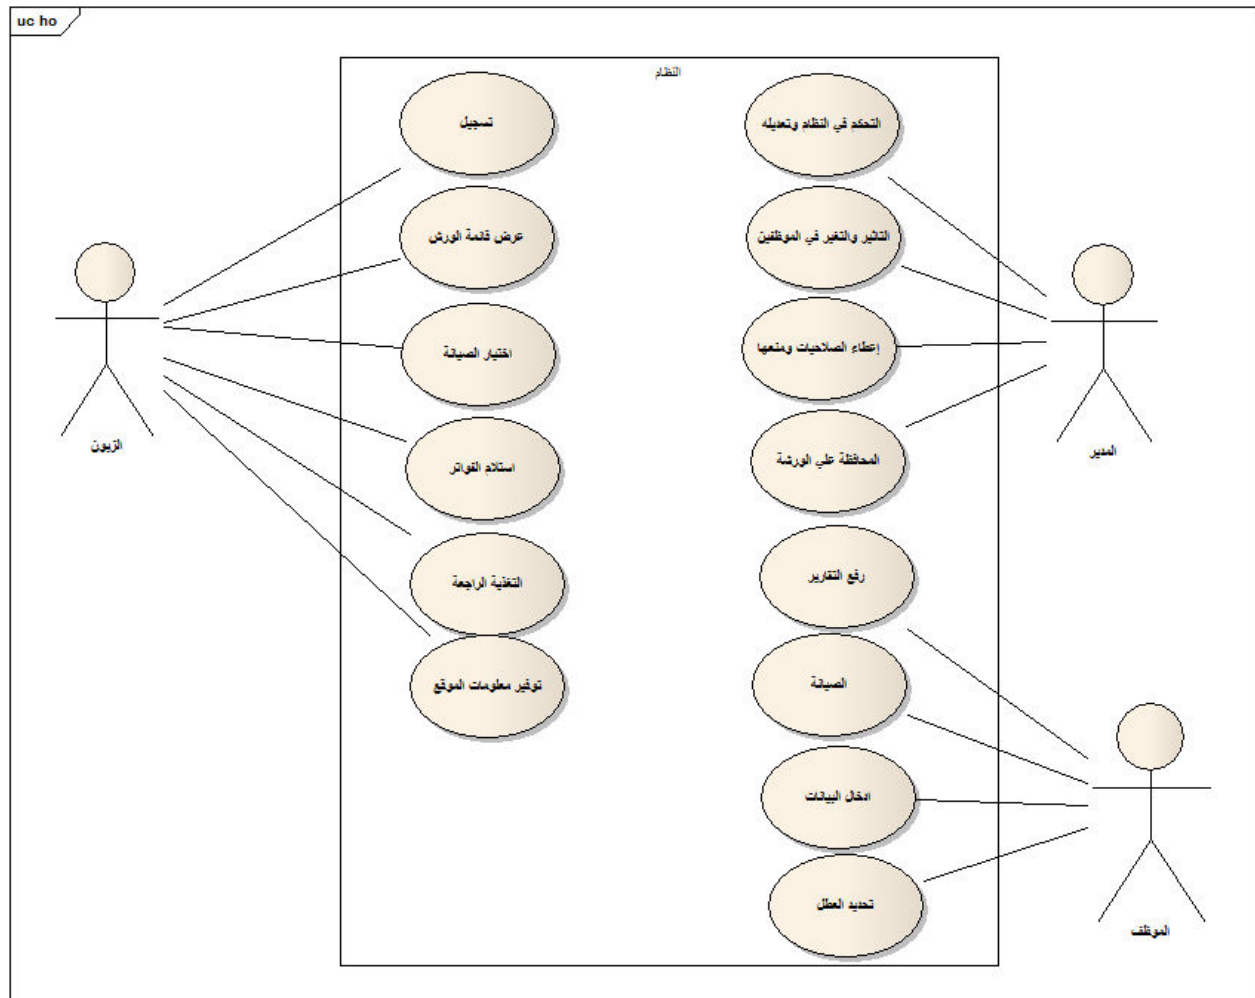 uc ho
النظام
تسجيل
عرض قائمة الورش
اختيار الصيانة
استلام الفواتر
التغذية الراجعة
توفير معلومات الموقع
الزبون
التحكم في النظام وتعديله
التاثير والتغير في الموظفين
إعطاء الصلاحيات ومنعها
المحافظة علي الورشة
المدير
رفع التقارير
الصيانة
ادخال البيانات
تحديد العطل
الموظف